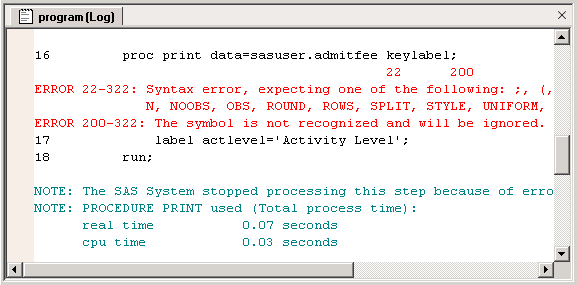 program (Log)
16 proc print data=sasuser.admitfee keylabel;
22 200
ERROR 22-322: Syntax error, expecting one of the following: ;, (,
N, NOOBS, OBS, ROUND, ROWS, SPLIT, STYLE, UNIFORM,
ERROR 200-322: The symbol is not recognized and will be ignored.
17 label actlevel='Activity Level';
18 run;
NOTE: The SAS System stopped processing this step because of erro
NOTE: PROCEDURE PRINT used (Total process time):
real time 0.07 seconds
cpu time 0.03 seconds